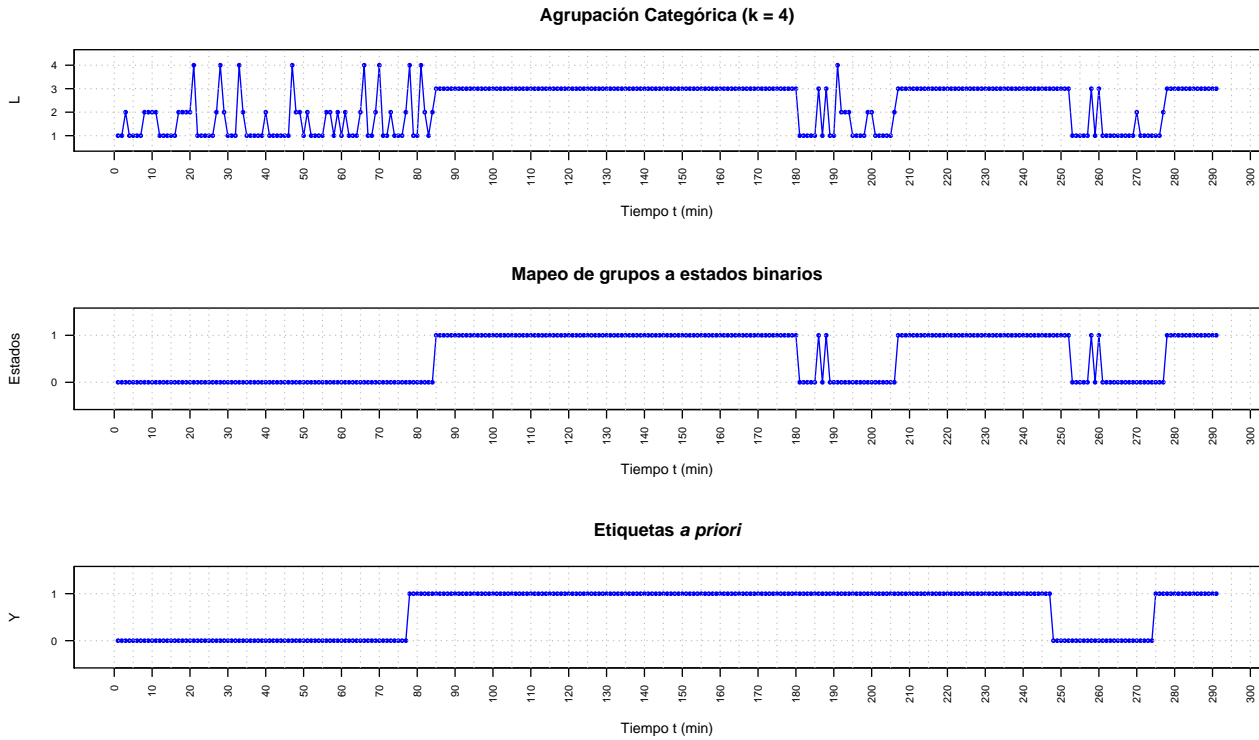 Agrupación Categórica (k = 4)
4
3
2
1
L
0 10 20 30 40 50 60 70 80 90 100 110 120 130 140 150 160 170 180 190 200 210 220 230 240 250 260 270 280 290 300
Tiempo t (min)
Mapeo de grupos a estados binarios
1
0
Estados
0 10 20 30 40 50 60 70 80 90 100 110 120 130 140 150 160 170 180 190 200 210 220 230 240 250 260 270 280 290 300
Tiempo t (min)
Etiquetas a priori
1
0
Y
0 10 20 30 40 50 60 70 80 90 100 110 120 130 140 150 160 170 180 190 200 210 220 230 240 250 260 270 280 290 300
Tiempo t (min)